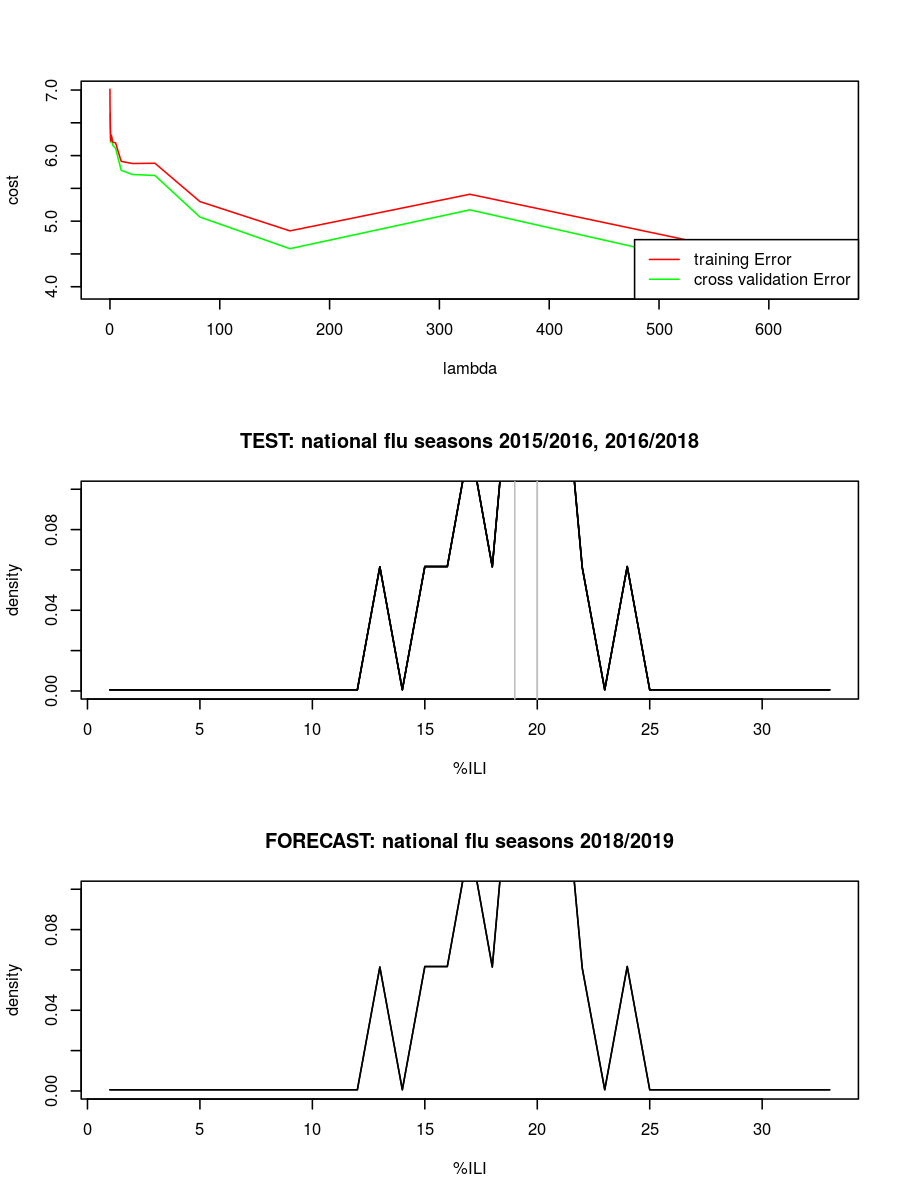 7.0
6.0
5.0
4.0
cost
training Error
cross validation Error
0 100 200 300 400 500 600
lambda
TEST: national flu seasons 2015/2016, 2016/2018
0.08
0.04
0.00
density
0 5 10 15 20 25 30
%ILI
FORECAST: national flu seasons 2018/2019
0.08
0.04
0.00
density
0 5 10 15 20 25 30
%ILI